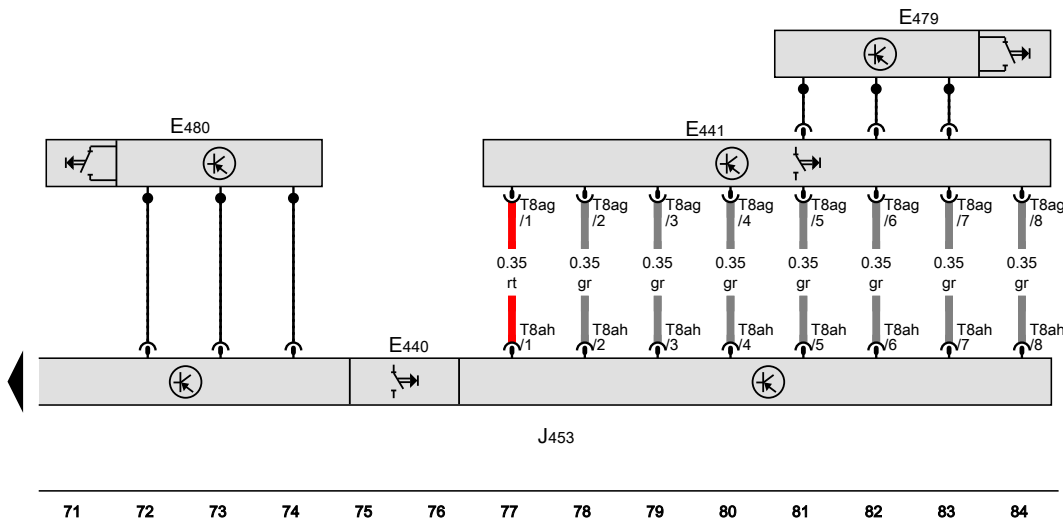 E479
E480
E441
T8ag/1 T8ag/2 T8ag/3 T8ag/4 T8ag/5 T8ag/6 T8ag/7 T8ag/8
0.35 0.35 0.35 0.35 0.35 0.35 0.35 0.35
rt gr gr gr gr gr gr gr
E440
T8ah/1 T8ah/2 T8ah/3 T8ah/4 T8ah/5 T8ah/6 T8ah/7 T8ah/8
J453
71 72 73 74 75 76 77 78 79 80 81 82 83 84